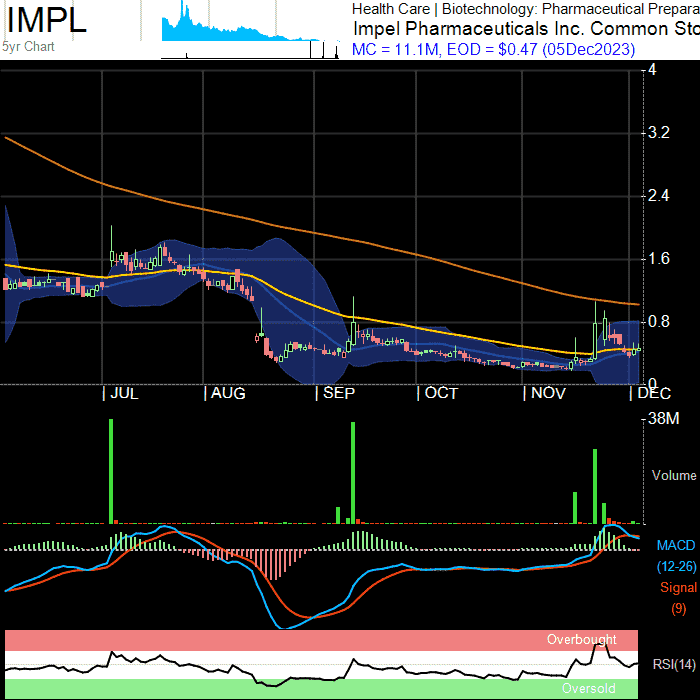 IMPL
5yr Chart
Health Care | Biotechnology: Pharmaceutical Prepara
Impel Pharmaceuticals Inc. Common Sto
MC = 11.1M, EOD = $0.47 (05Dec2023)
4
3.2
2.4
1.6
0.8
0
JUL AUG SEP OCT NOV DEC
38M
Volume
MACD
(12-26)
Signal
(9)
Overbought
RSI(14)
Oversold